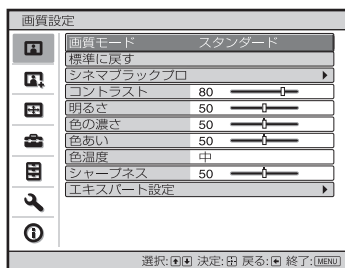 画質設定
画質モード スタンダード
標準に戻す
シネマブラックプロ
コントラスト 80
明るさ 50
色の濃さ 50
色あい 50
色温度 中
シャープネス 50
エキスパート設定
選択: 決定: 戻る: 終了: MENU